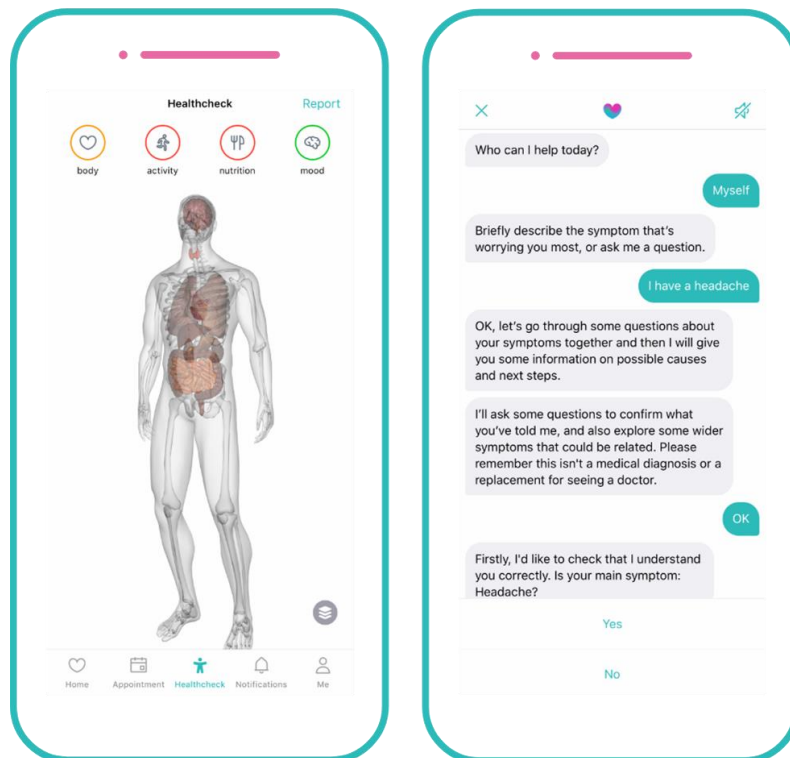 Healthcheck
Report
body
activity
nutrition
mood
Home
Appointment
Healthcheck
Notifications
Me
Who can I help today?
Myself
Briefly describe the symptom that's
worrying you most, or ask me a question.
I have a headache
OK, let's go through some questions about
your symptoms together and then I will give
you some information on possible causes
and next steps.
I'll ask some questions to confirm what
you've told me, and also explore some wider
symptoms that could be related. Please
remember this isn't a medical diagnosis or a
replacement for seeing a doctor.
OK
Firstly, I'd like to check that I understand
you correctly. Is your main symptom:
Headache?
Yes
No